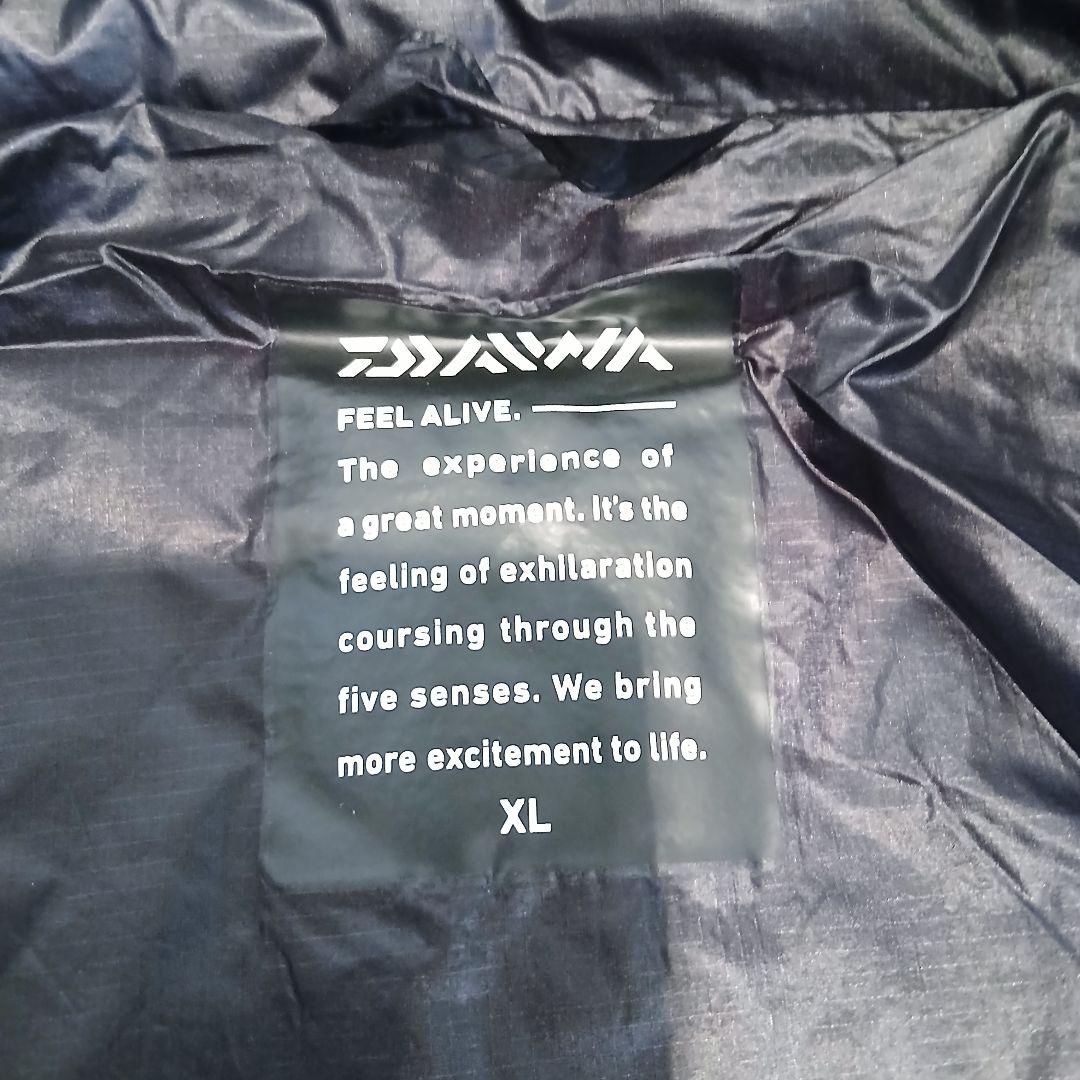 DAIWA
FEEL ALIVE.
The experience of
a great moment. It's the
feeling of exhilaration
coursing through the
five senses. We bring
more excitement to life.
XL